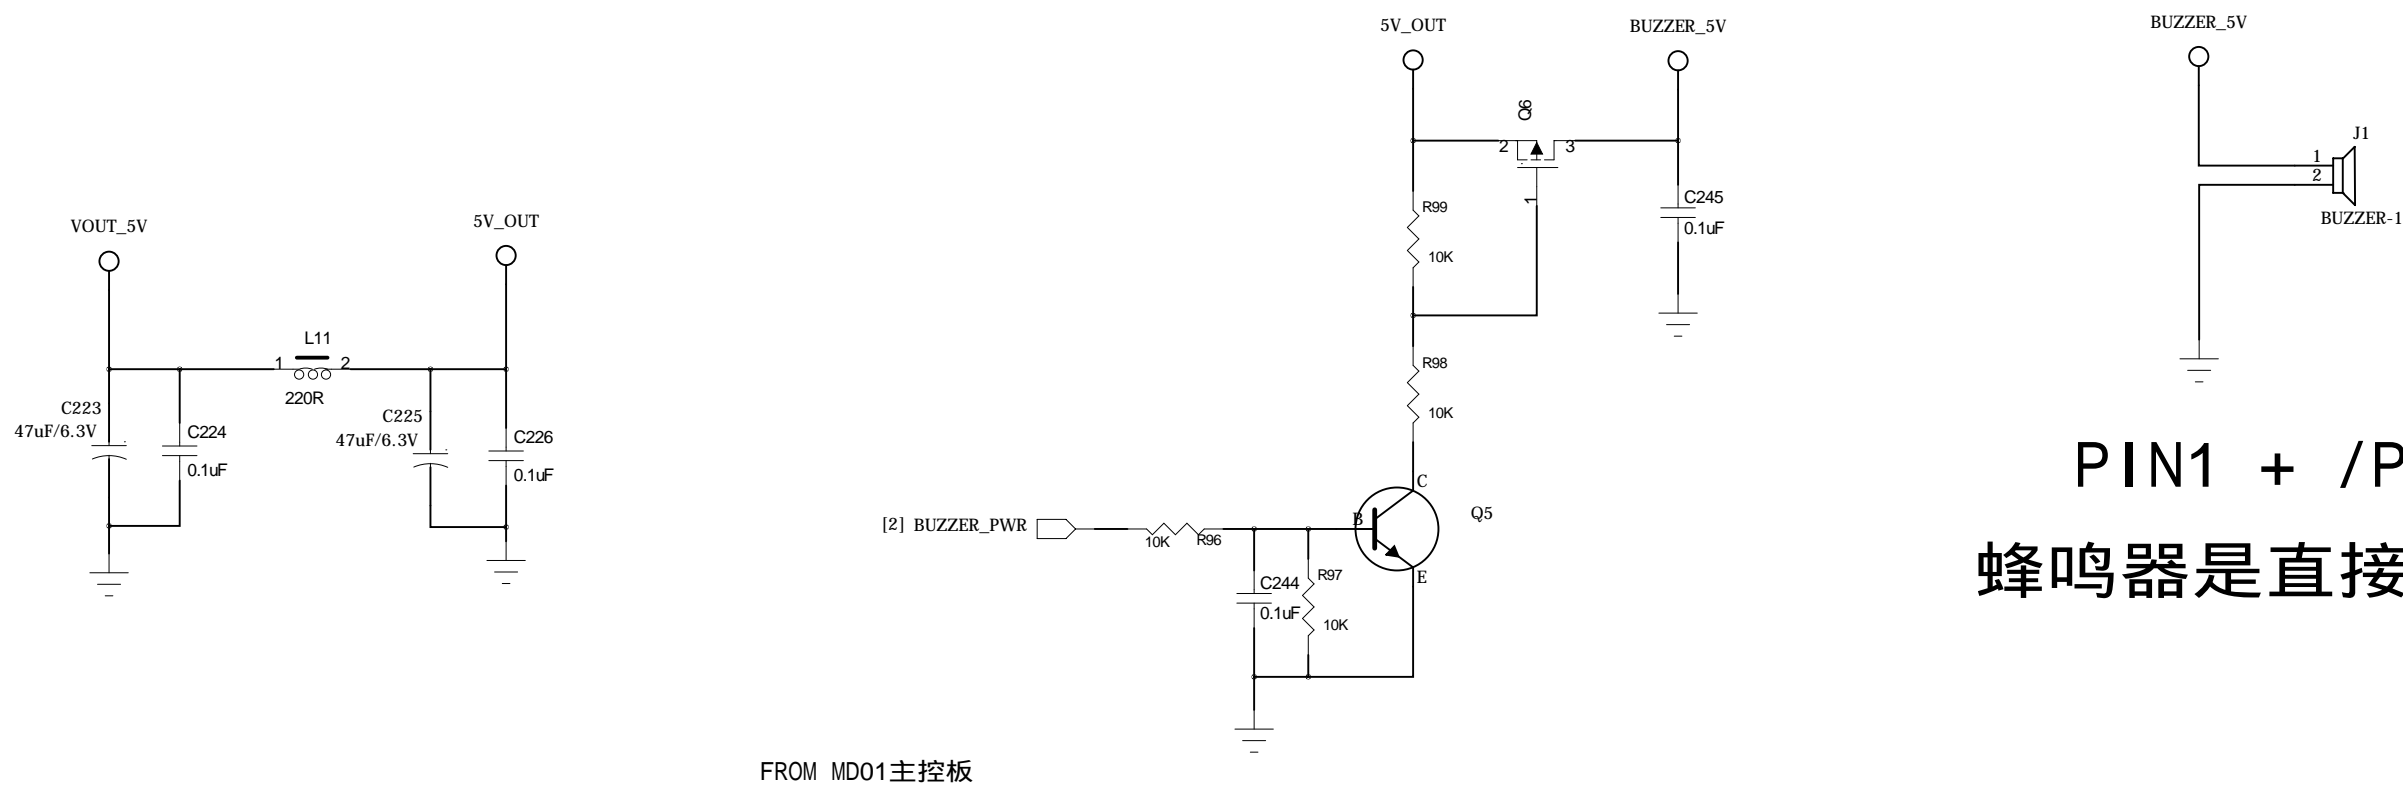 5V_OUT
BUZZER_5V
BUZZER_5V
Q6
2
3
1
J1
1
2
BUZZER-1
C245
0.1uF
R99
10K
VOUT_5V
5V_OUT
L11
1
2
220R
C223
47uF/6.3V
C224
0.1uF
C225
47uF/6.3V
C226
0.1uF
R98
10K
PIN1 + /P
C
[2] BUZZER_PWR
10K
R96
B
Q5
E
蜂鸣器是直接
C244
0.1uF
R97
10K
FROM MD01主控板